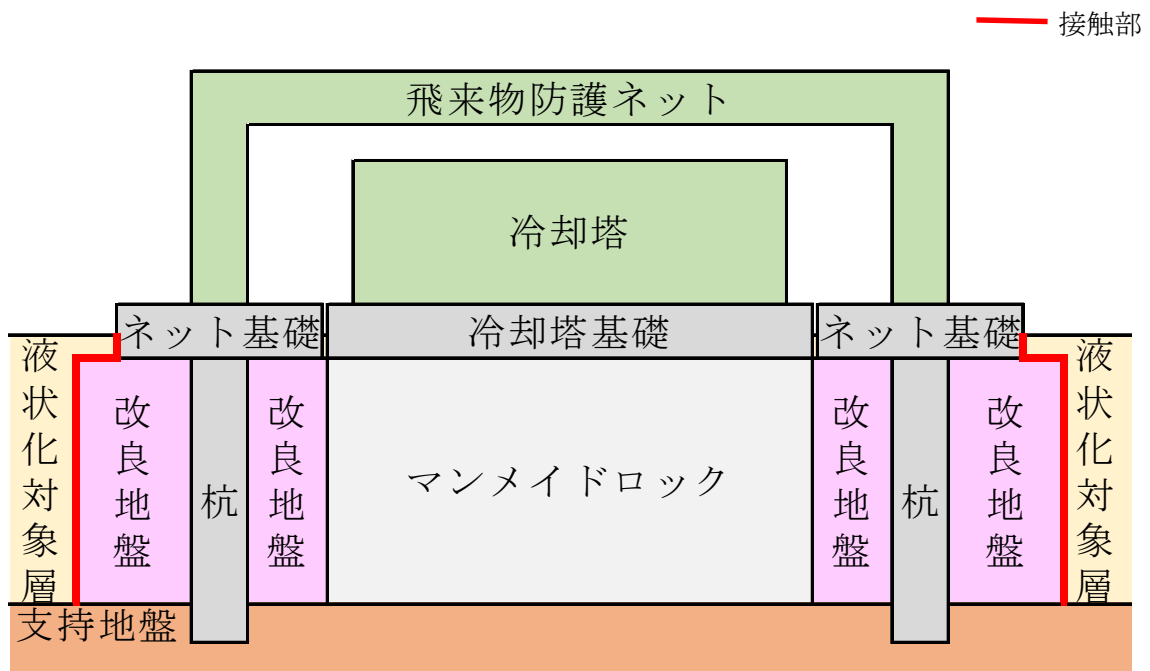 接触部
飛来物防護ネット
冷却塔
ネット基礎
冷却塔基礎
ネット基礎
液状化対象層
改良地盤
杭
改良地盤
マンメイドロック
改良地盤
杭
改良地盤
液状化対象層
支持地盤